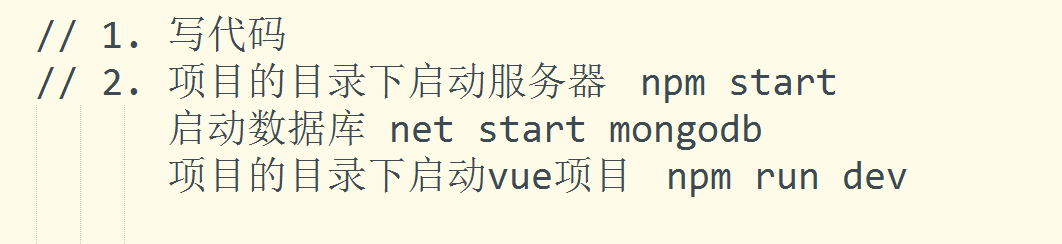 // 1. 写代码
// 2. 项目的目录下启动服务器 npm start
启动数据库 net start mongodb
项目的目录下启动vue项目 npm run dev